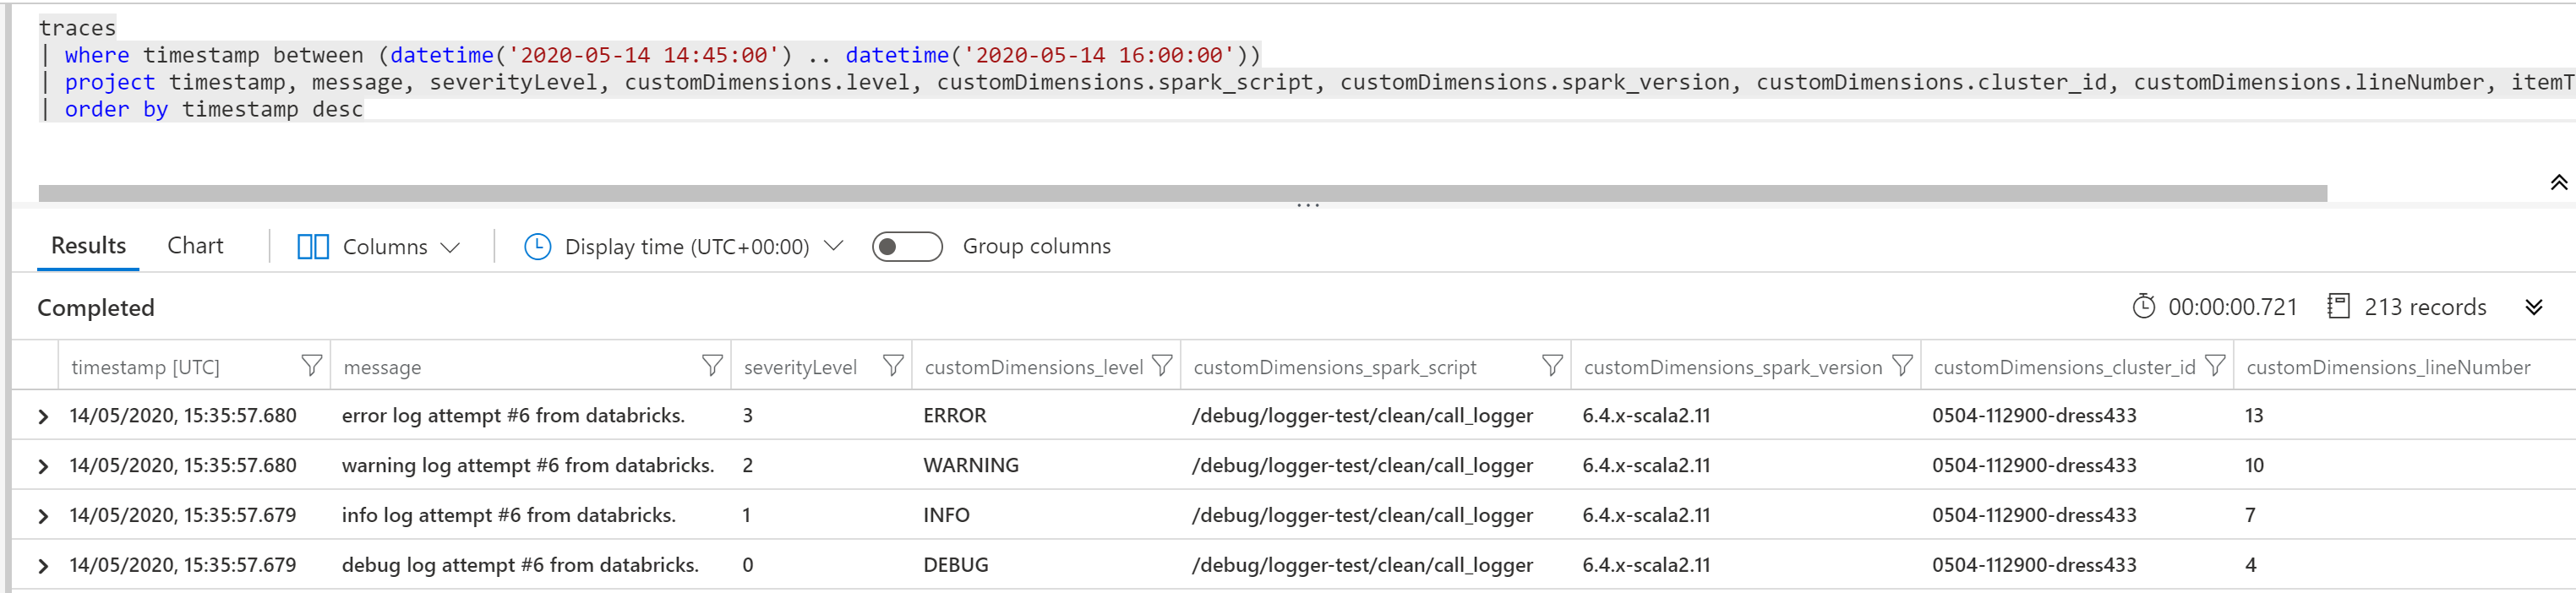 traces
| where timestamp between (datetime('2020-05-14 14:45:00') .. datetime('2020-05-14 16:00:00'))
| project timestamp, message, severityLevel, customDimensions.level, customDimensions.spark_script, customDimensions.spark_version, customDimensions.cluster_id, customDimensions.lineNumber, itemT
| order by timestamp desc
Results Chart Columns Display time (UTC+00:00) Group columns
Completed 00:00:00.721 213 records
timestamp [UTC] message severityLevel customDimensions_level customDimensions_spark_script customDimensions_spark_version customDimensions_cluster_id customDimensions_lineNumber
14/05/2020, 15:35:57.680 error log attempt #6 from databricks. 3 ERROR /debug/logger-test/clean/call_logger 6.4.x-scala2.11 0504-112900-dress433 13
14/05/2020, 15:35:57.680 warning log attempt #6 from databricks. 2 WARNING /debug/logger-test/clean/call_logger 6.4.x-scala2.11 0504-112900-dress433 10
14/05/2020, 15:35:57.679 info log attempt #6 from databricks. 1 INFO /debug/logger-test/clean/call_logger 6.4.x-scala2.11 0504-112900-dress433 7
14/05/2020, 15:35:57.679 debug log attempt #6 from databricks. 0 DEBUG /debug/logger-test/clean/call_logger 6.4.x-scala2.11 0504-112900-dress433 4